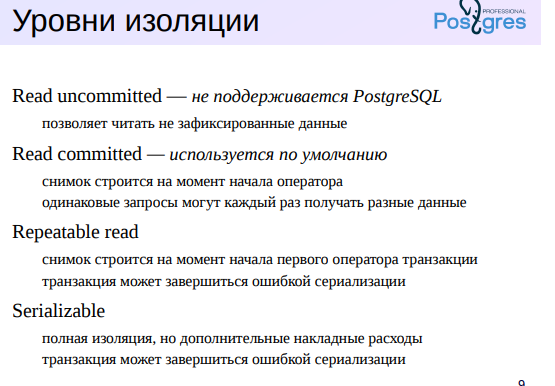 Уровни изоляции
PROFESSIONAL
Postgres
Read uncommitted — не поддерживается PostgreSQL
позволяет читать не зафиксированные данные
Read committed — используется по умолчанию
снимок строится на момент начала оператора
одинаковые запросы могут каждый раз получать разные данные
Repeatable read
снимок строится на момент начала первого оператора транзакции
транзакция может завершиться ошибкой сериализации
Serializable
полная изоляция, но дополнительные накладные расходы
транзакция может завершиться ошибкой сериализации
9